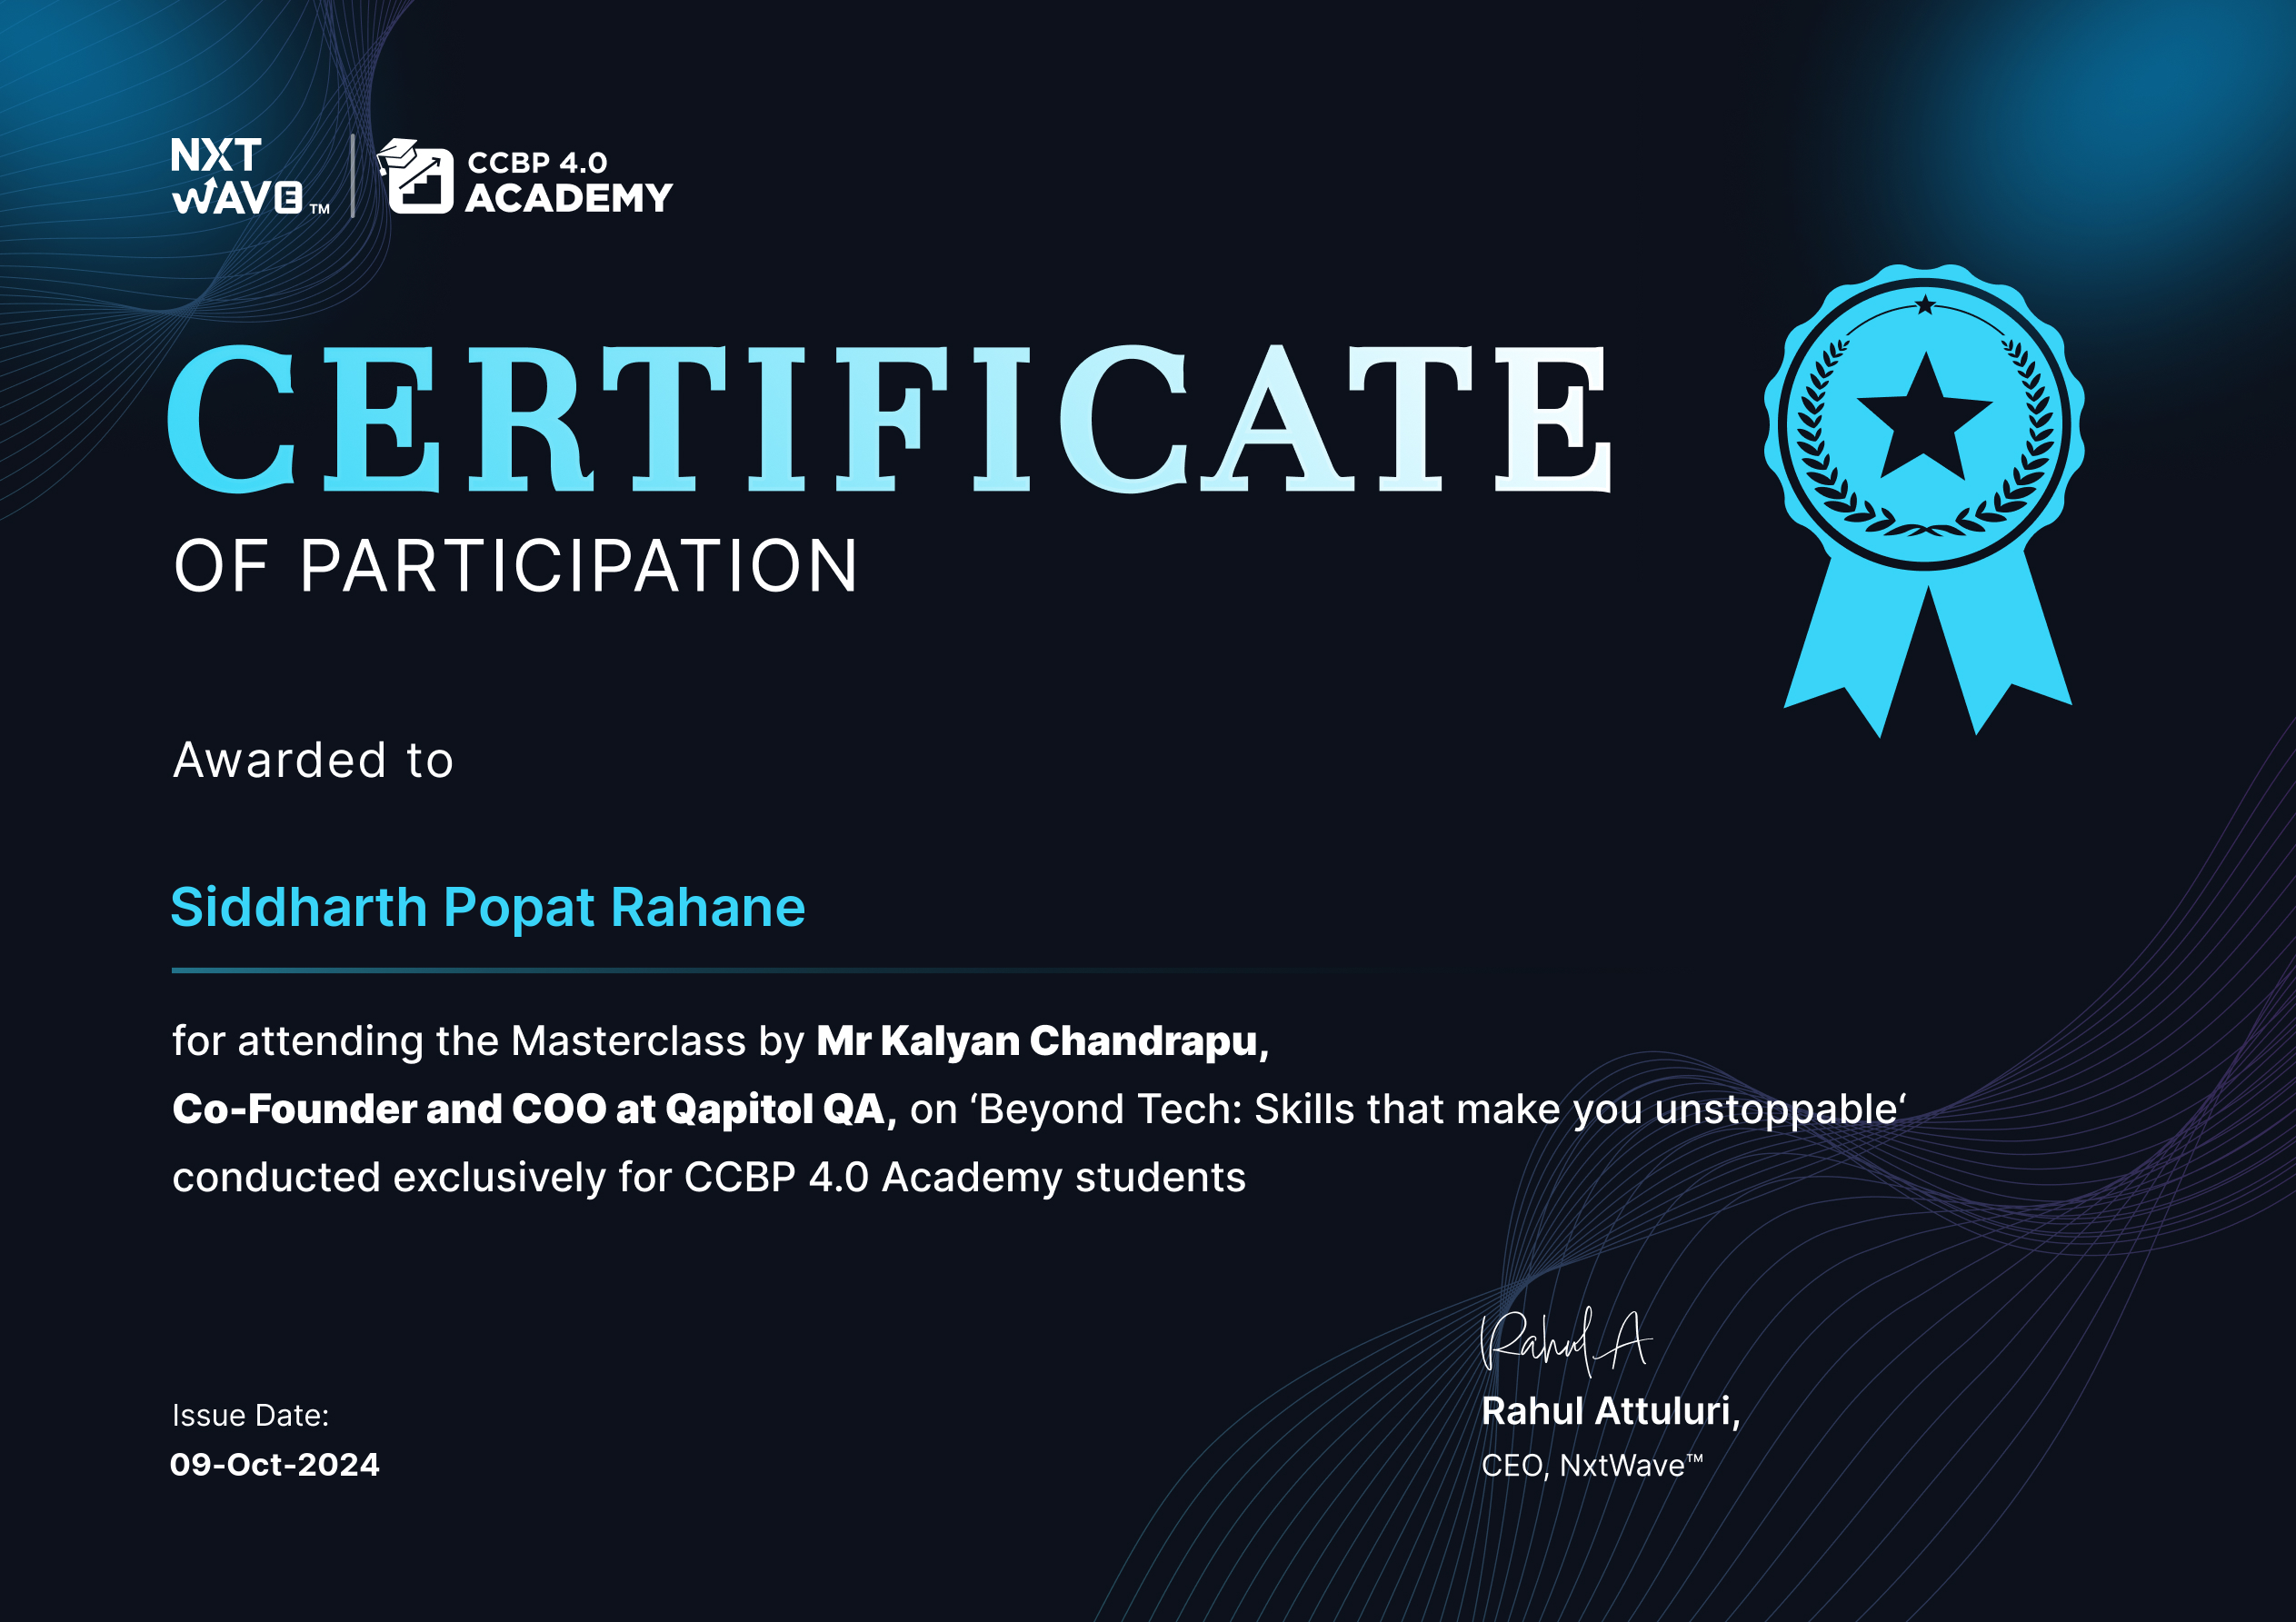 NXT
WAVE ™
CCBP 4.0
ACADEMY
CERTIFICATE
OF PARTICIPATION
Awarded to
Siddharth Popat Rahane
for attending the Masterclass by Mr Kalyan Chandrapu,
Co-Founder and COO at Qapitol QA, on ‘Beyond Tech: Skills that make you unstoppable‘
conducted exclusively for CCBP 4.0 Academy students
Rahul A
Rahul Attuluri,
CEO, NxtWave™
Issue Date:
09-Oct-2024